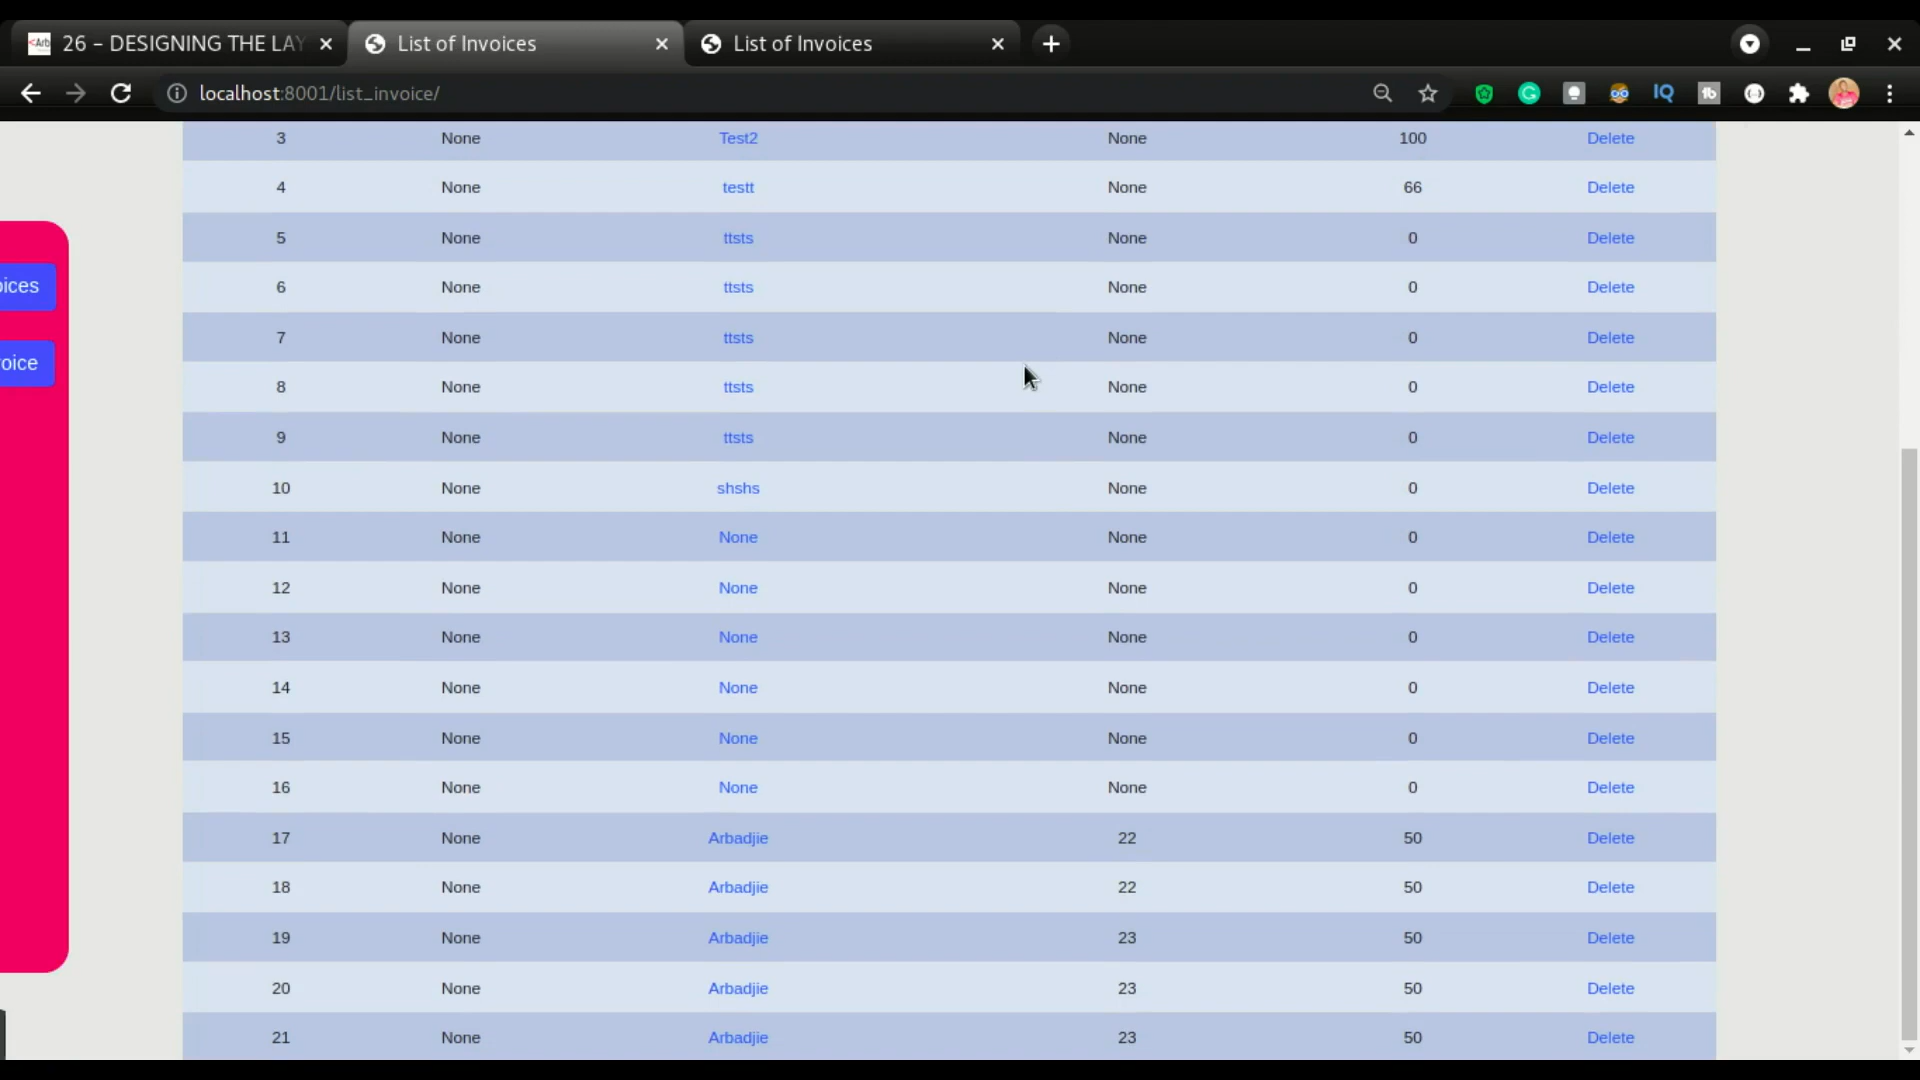 26 – DESIGNING THE LAY
List of Invoices
List of Invoices
localhost:8001/list_invoice/
3 None Test2 None 100 Delete
4 None testt None 66 Delete
5 None ttsts None 0 Delete
6 None ttsts None 0 Delete
7 None ttsts None 0 Delete
8 None ttsts None 0 Delete
9 None ttsts None 0 Delete
10 None shshs None 0 Delete
11 None None None 0 Delete
12 None None None 0 Delete
13 None None None 0 Delete
14 None None None 0 Delete
15 None None None 0 Delete
16 None None None 0 Delete
17 None Arbadjie 22 50 Delete
18 None Arbadjie 22 50 Delete
19 None Arbadjie 23 50 Delete
20 None Arbadjie 23 50 Delete
21 None Arbadjie 23 50 Delete
oices
voice
<Arb
IQ